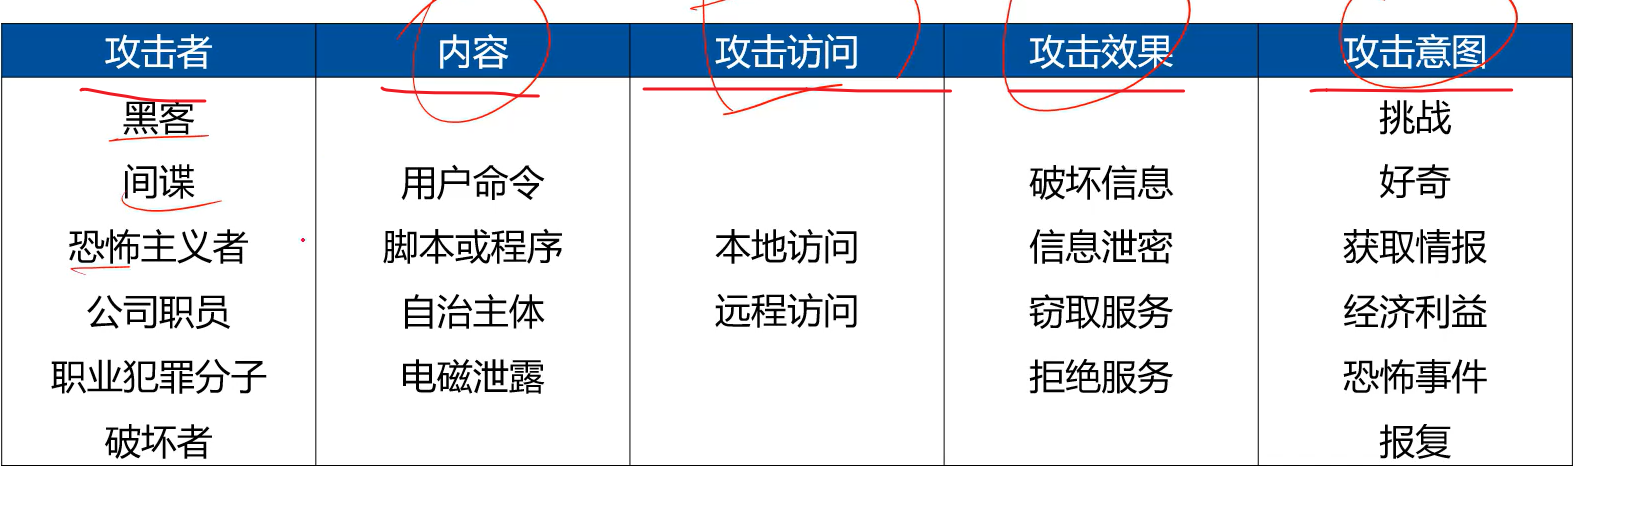 攻击者 内容 攻击访问 攻击效果 攻击意图
黑客 挑战
间谍 用户命令 破坏信息 好奇
恐怖主义者 脚本或程序 本地访问 信息泄密 获取情报
公司职员 自治主体 远程访问 窃取服务 经济利益
职业犯罪分子 电磁泄露 拒绝服务 恐怖事件
破坏者 报复